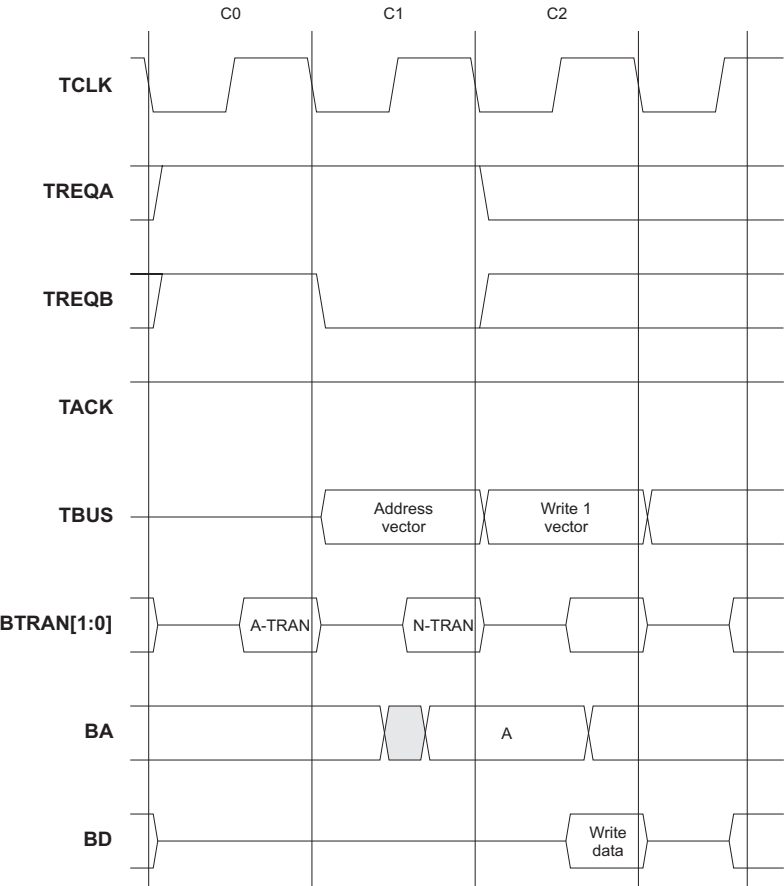 C0 C1 C2
TCLK
TREQA
TREQB
TACK
TBUS
Address
vector
Write 1
vector
BTRAN[1:0]
A-TRAN
N-TRAN
BA
A
BD
Write
data